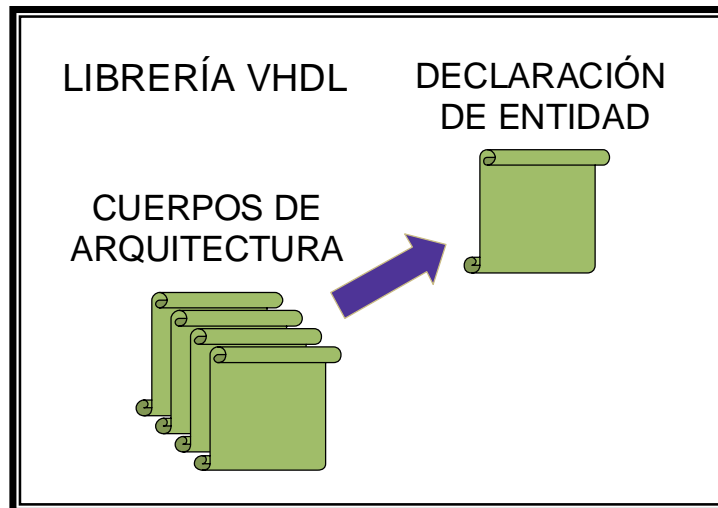 LIBRERÍA VHDL
DECLARACIÓN
DE ENTIDAD
CUERPOS DE
ARQUITECTURA